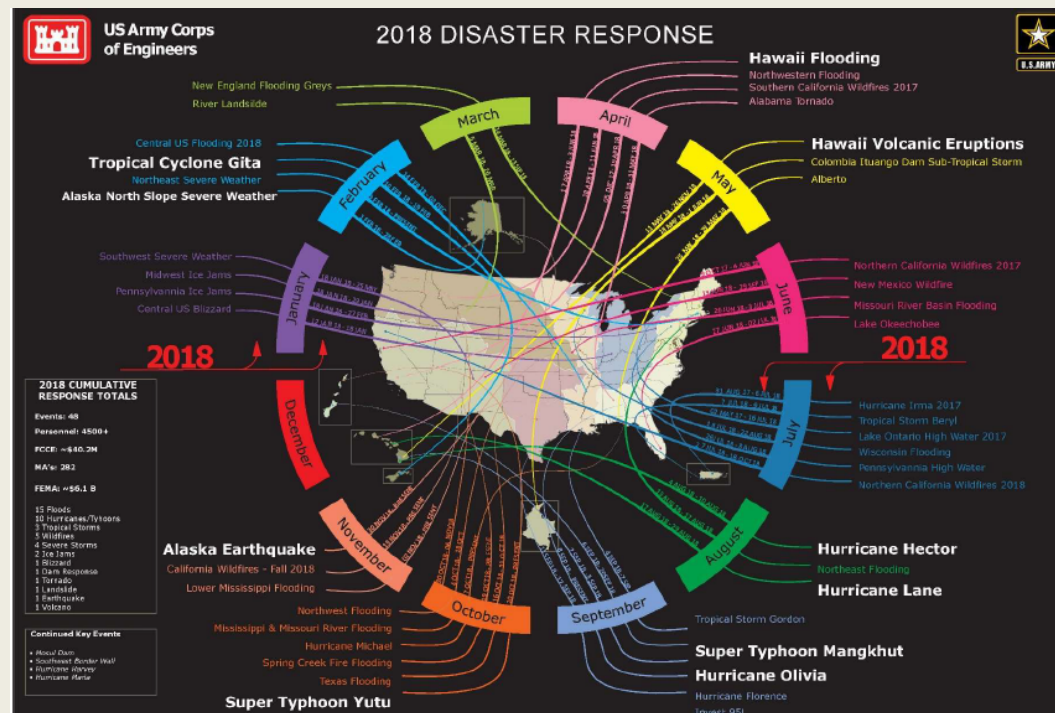 US Army Corps
of Engineers
2018 DISASTER RESPONSE
U.S.ARMY
New England Flooding Greys
River Landsilde
March
April
Hawaii Flooding
Northwestern Flooding
Southern California Wildfires 2017
Alabama Tornado
Central US Flooding 2018
Tropical Cyclone Gita
Northeast Severe Weather
Alaska North Slope Severe Weather
February
May
Hawaii Volcanic Eruptions
Colombia Ituango Dam Sub-Tropical Storm
Alberto
Southwest Severe Weather
Midwest Ice Jams
Pennsylvannia Ice Jams
Central US Blizzard
January
June
Northern California Wildfires 2017
New Mexico Wildfire
Missouri River Basin Flooding
Lake Okeechobee
2018
2018
2018 CUMULATIVE
RESPONSE TOTALS
Events: 48
Personnel: 4500+
FCCE: ~$40.2M
MA's: 282
FEMA: ~$6.1 B
15 Floods
10 Hurricanes/Tyhoons
3 Tropical Storms
5 Wildfires
4 Severe Storms
2 Ice Jams
1 Blizzard
1 Dam Response
1 Tornado
1 Landslide
1 Earthquake
1 Volcano
Continued Key Events
• Mosul Dam
• Southwest Border Wall
• Hurricane Harvey
• Hurricane Maria
December
July
Hurricane Irma 2017
Tropical Storm Beryl
Lake Ontario High Water 2017
Wisconsin Flooding
Pennsylvannia High Water
Northern California Wildfires 2018
November
Alaska Earthquake
California Wildfires - Fall 2018
Lower Mississippi Flooding
August
Hurricane Hector
Northeast Flooding
Hurricane Lane
October
Northwest Flooding
Mississippi & Missouri River Flooding
Hurricane Michael
Spring Creek Fire Flooding
Texas Flooding
Super Typhoon Yutu
September
Tropical Storm Gordon
Super Typhoon Mangkhut
Hurricane Olivia
Hurricane Florence
Invest 95L